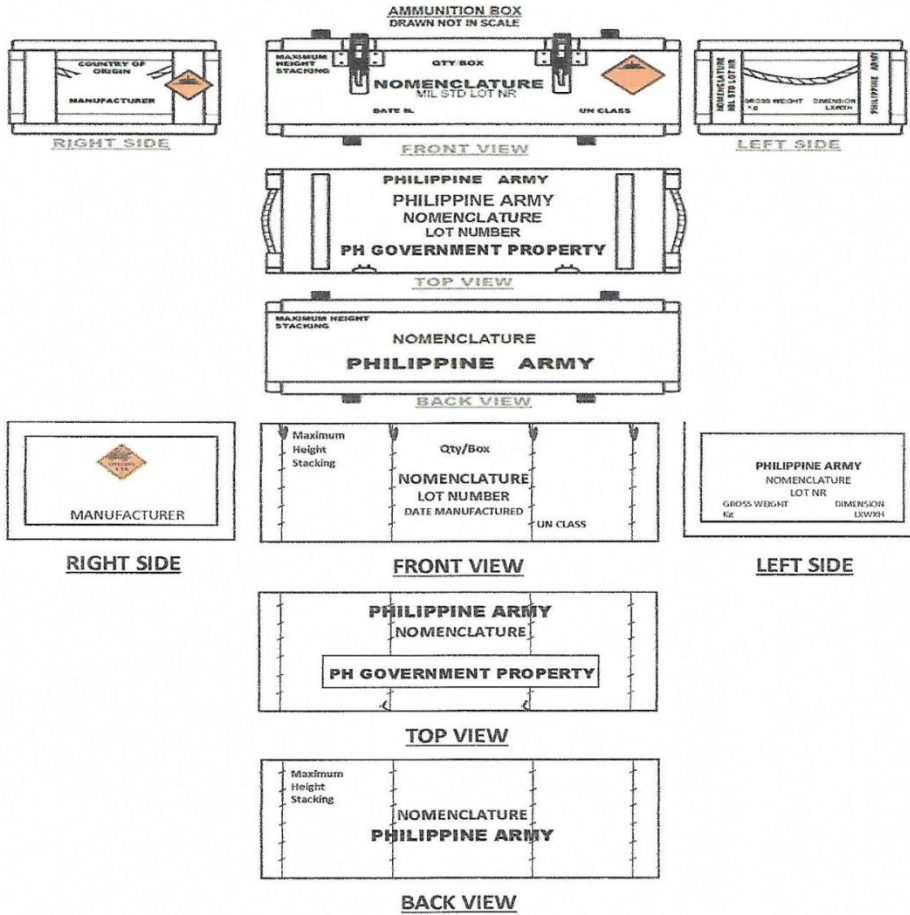 AMMUNITION BOX
DRAWN NOT IN SCALE
COUNTRY OF
ORIGIN
MANUFACTURER
RIGHT SIDE
MAXIMUM
HEIGHT
STACKING
QTY BOX
NOMENCLATURE
MIL STD LOT NR
DATE M.
UN CLASS
FRONT VIEW
NOMENCLATURE
MIL STD LOT NR
GROSS WEIGHT
Kg
DIMENSION
LXWXH
PHILIPPINE ARMY
LEFT SIDE
PHILIPPINE ARMY
PHILIPPINE ARMY
NOMENCLATURE
LOT NUMBER
PH GOVERNMENT PROPERTY
TOP VIEW
MAXIMUM HEIGHT
STACKING
NOMENCLATURE
PHILIPPINE ARMY
BACK VIEW
MANUFACTURER
RIGHT SIDE
Maximum
Height
Stacking
Qty/Box
NOMENCLATURE
LOT NUMBER
DATE MANUFACTURED
UN CLASS
FRONT VIEW
PHILIPPINE ARMY
NOMENCLATURE
LOT NR
GROSS WEIGHT DIMENSION
Kg LXWXH
LEFT SIDE
PHILIPPINE ARMY
NOMENCLATURE
PH GOVERNMENT PROPERTY
TOP VIEW
Maximum
Height
Stacking
NOMENCLATURE
PHILIPPINE ARMY
BACK VIEW